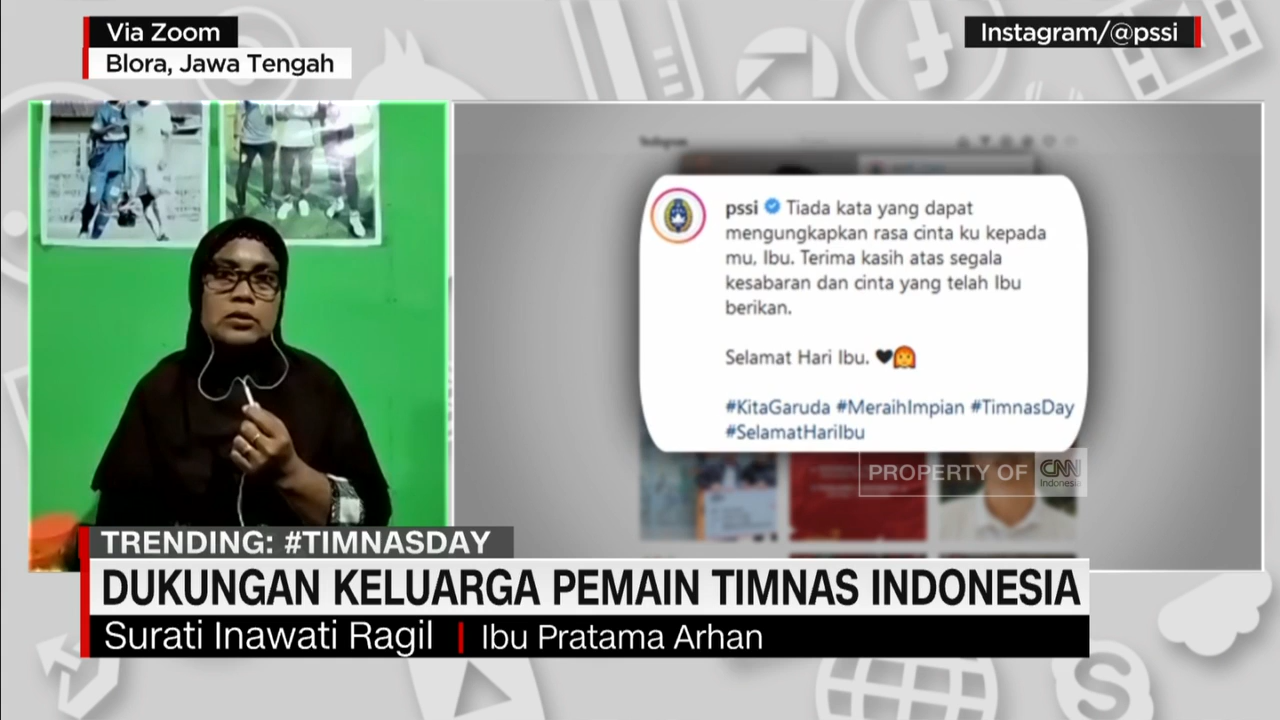 Via Zoom
Blora, Jawa Tengah
Instagram/@pssi
pssi Tiada kata yang dapat
mengungkapkan rasa cinta ku kepada
mu, Ibu. Terima kasih atas segala
kesabaran dan cinta yang telah Ibu
berikan.
Selamat Hari Ibu. 🖤👩‍🦰
#KitaGaruda #MeraihImpian #TimnasDay
#SelamatHariIbu
PROPERTY OF CNN Indonesia
TRENDING: #TIMNASDAY
DUKUNGAN KELUARGA PEMAIN TIMNAS INDONESIA
Surati Inawati Ragil | Ibu Pratama Arhan